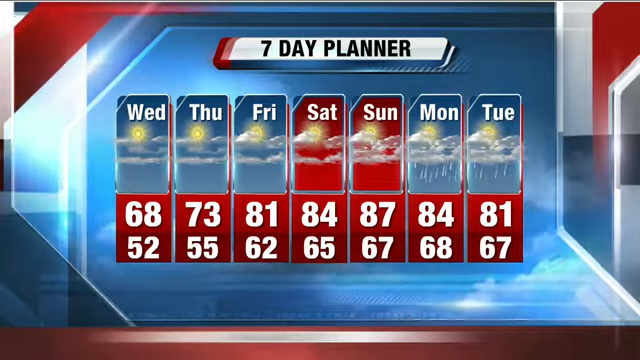 7 DAY PLANNER
Wed Thu Fri Sat Sun Mon Tue
68 73 81 84 87 84 81
52 55 62 65 67 68 67